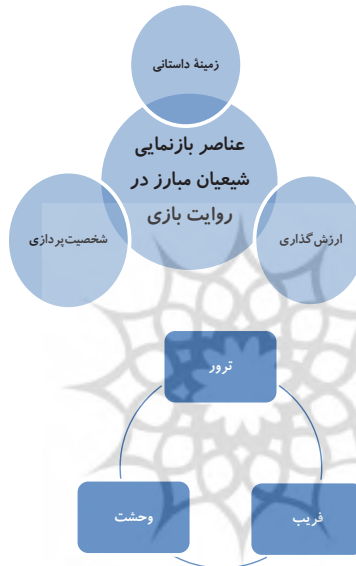 زمینهٔ داستانی
عناصر بازنمایی
شیعیان مبارز در
روایت بازی
ارزش‌گذاری
شخصیت‌پردازی
ترور
فریب
وحشت